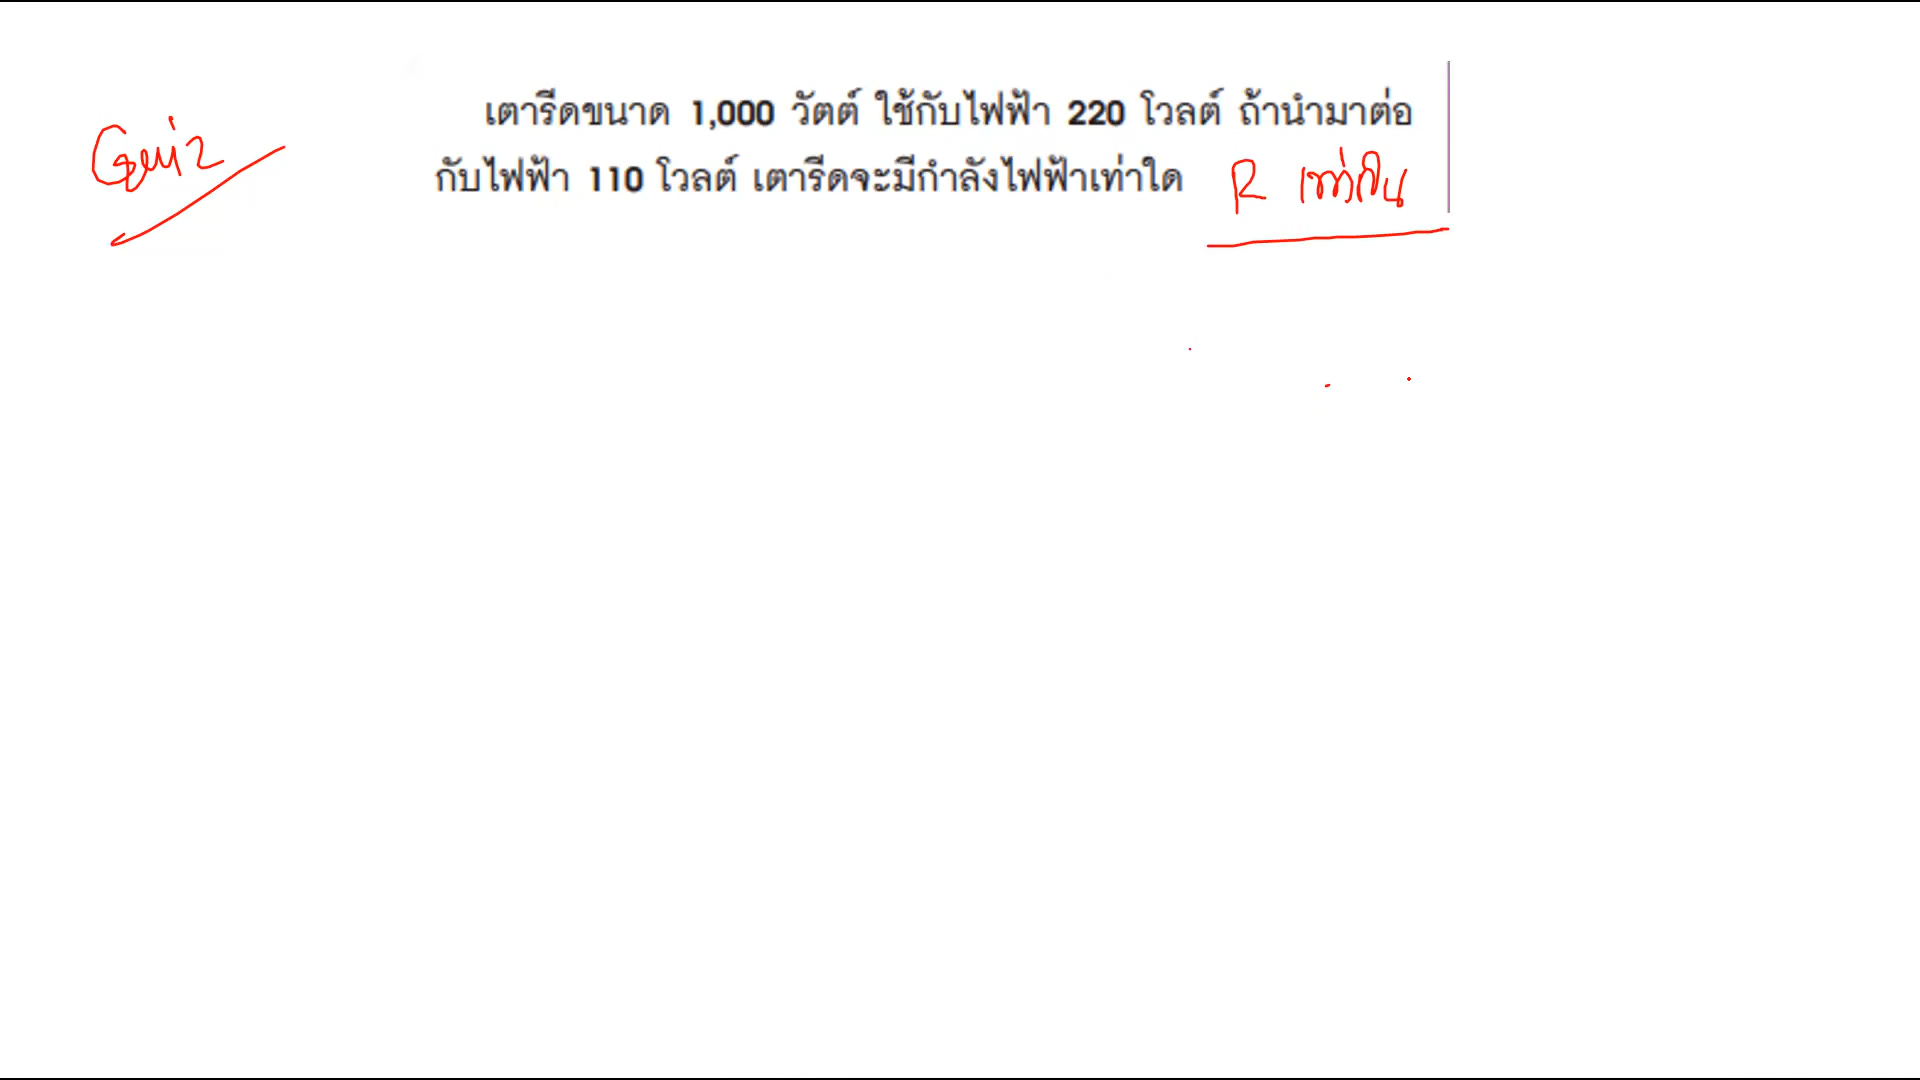 Quiz
เตารีดขนาด 1,000 วัตต์ ใช้กับไฟฟ้า 220 โวลต์ ถ้านำมาต่อ
กับไฟฟ้า 110 โวลต์ เตารีดจะมีกำลังไฟฟ้าเท่าใด
R เท่ากัน